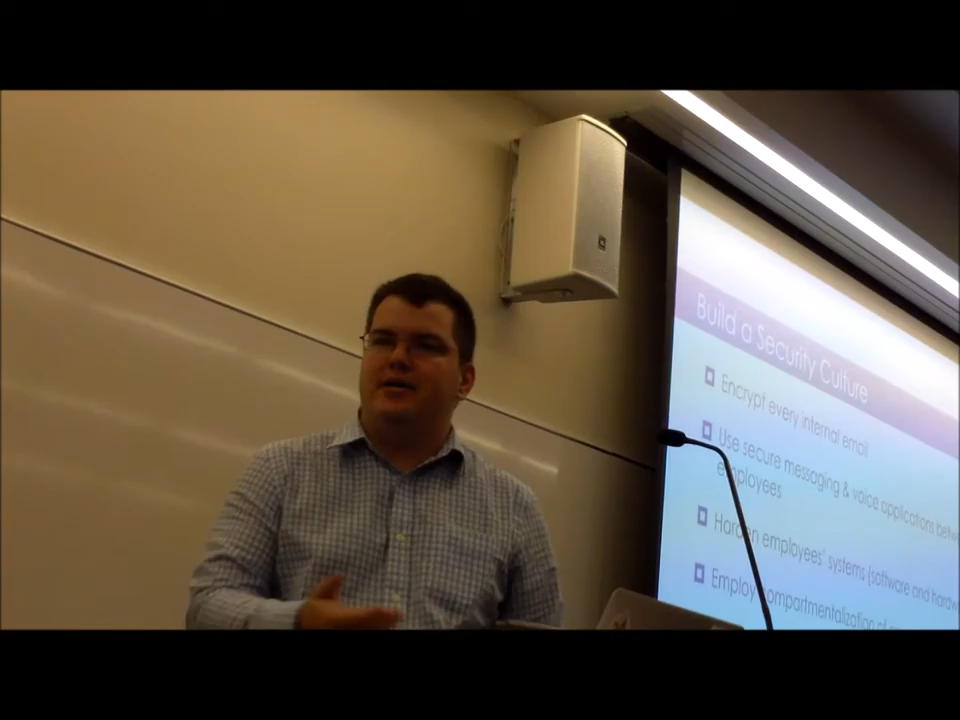 Build a Security Culture
Encrypt every internal email
Use secure messaging & voice applications
employees
Harden employees' systems (software and
Employ compartmentalization of